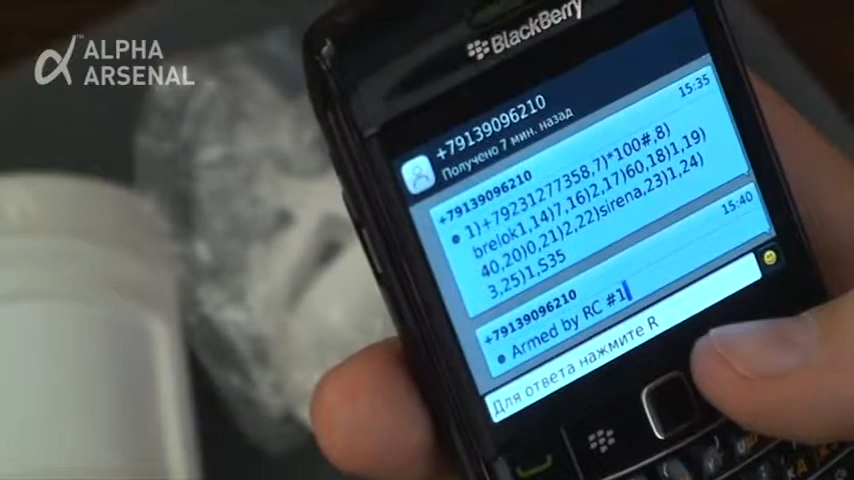 ALPHA
ARSENAL
TM
BlackBerry
+79139096210
Получено 7 мин. назад
+79139096210 15:35
1)+79231277358,7)*100#,8)
brelok1,14)7,16)2,17)60,18)1,19)
40,20)0,21)2,22)sirena,23)1,24)
3,25)1,S35
+79139096210 15:40
Armed by RC #1
Для ответа нажмите R